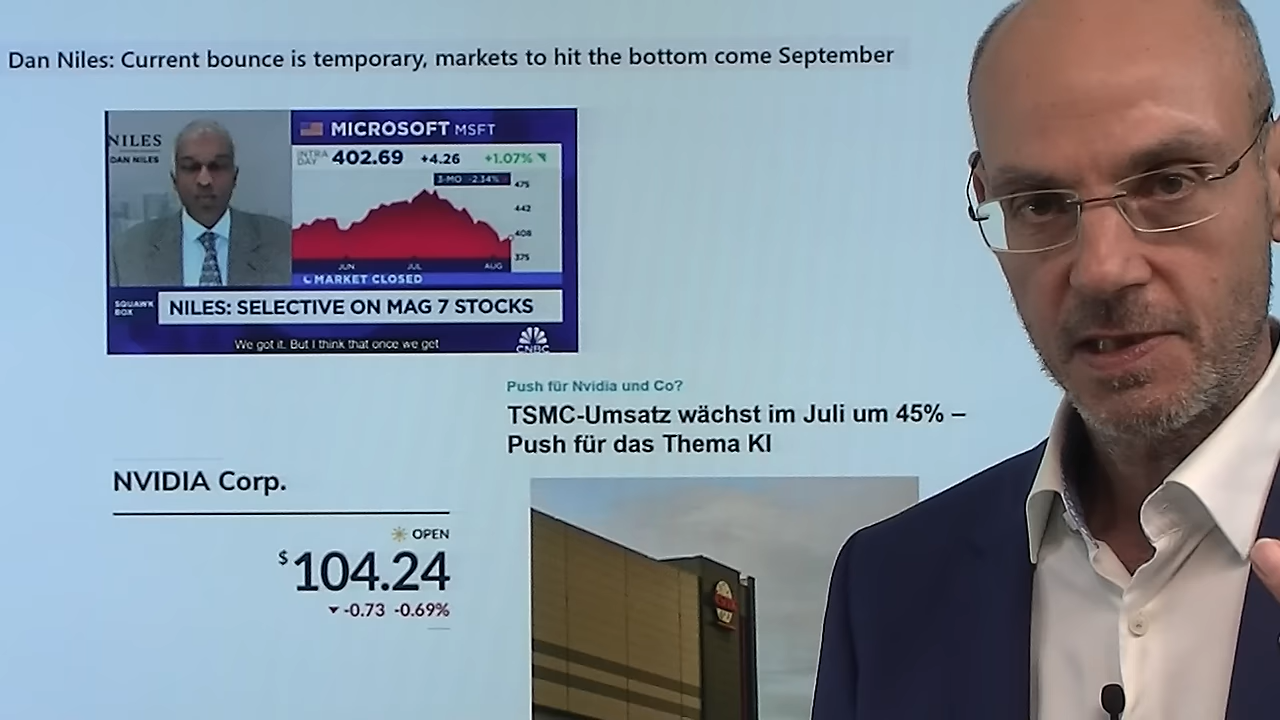 Dan Niles: Current bounce is temporary, markets to hit the bottom come September
NILES
DAN NILES
MICROSOFT MSFT
INTRA DAY 402.69 +4.26 +1.07%
3-MO -2.34%
475
442
408
375
JUN JUL AUG
MARKET CLOSED
SQUAWK BOX
NILES: SELECTIVE ON MAG 7 STOCKS
We got it. But I think that once we get
CNBC
Push für Nvidia und Co?
TSMC-Umsatz wächst im Juli um 45% –
Push für das Thema KI
NVIDIA Corp.
OPEN
$104.24
-0.73 -0.69%